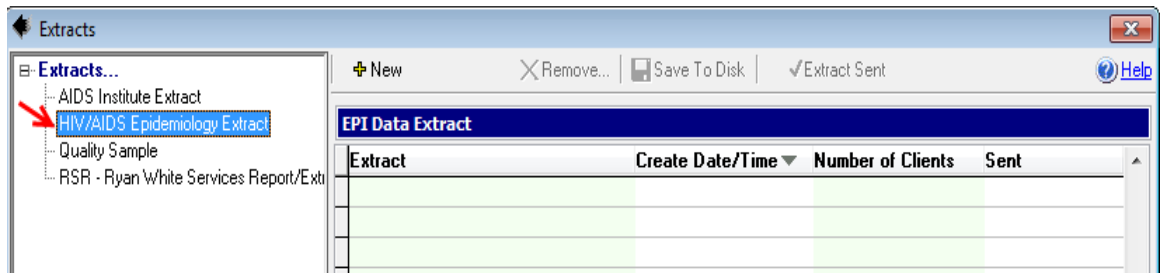 Extracts
Extracts...
AIDS Institute Extract
HIV/AIDS Epidemiology Extract
Quality Sample
RSR - Ryan White Services Report/Extr
New Remove... Save To Disk Extract Sent Help
EPI Data Extract
Extract Create Date/Time Number of Clients Sent